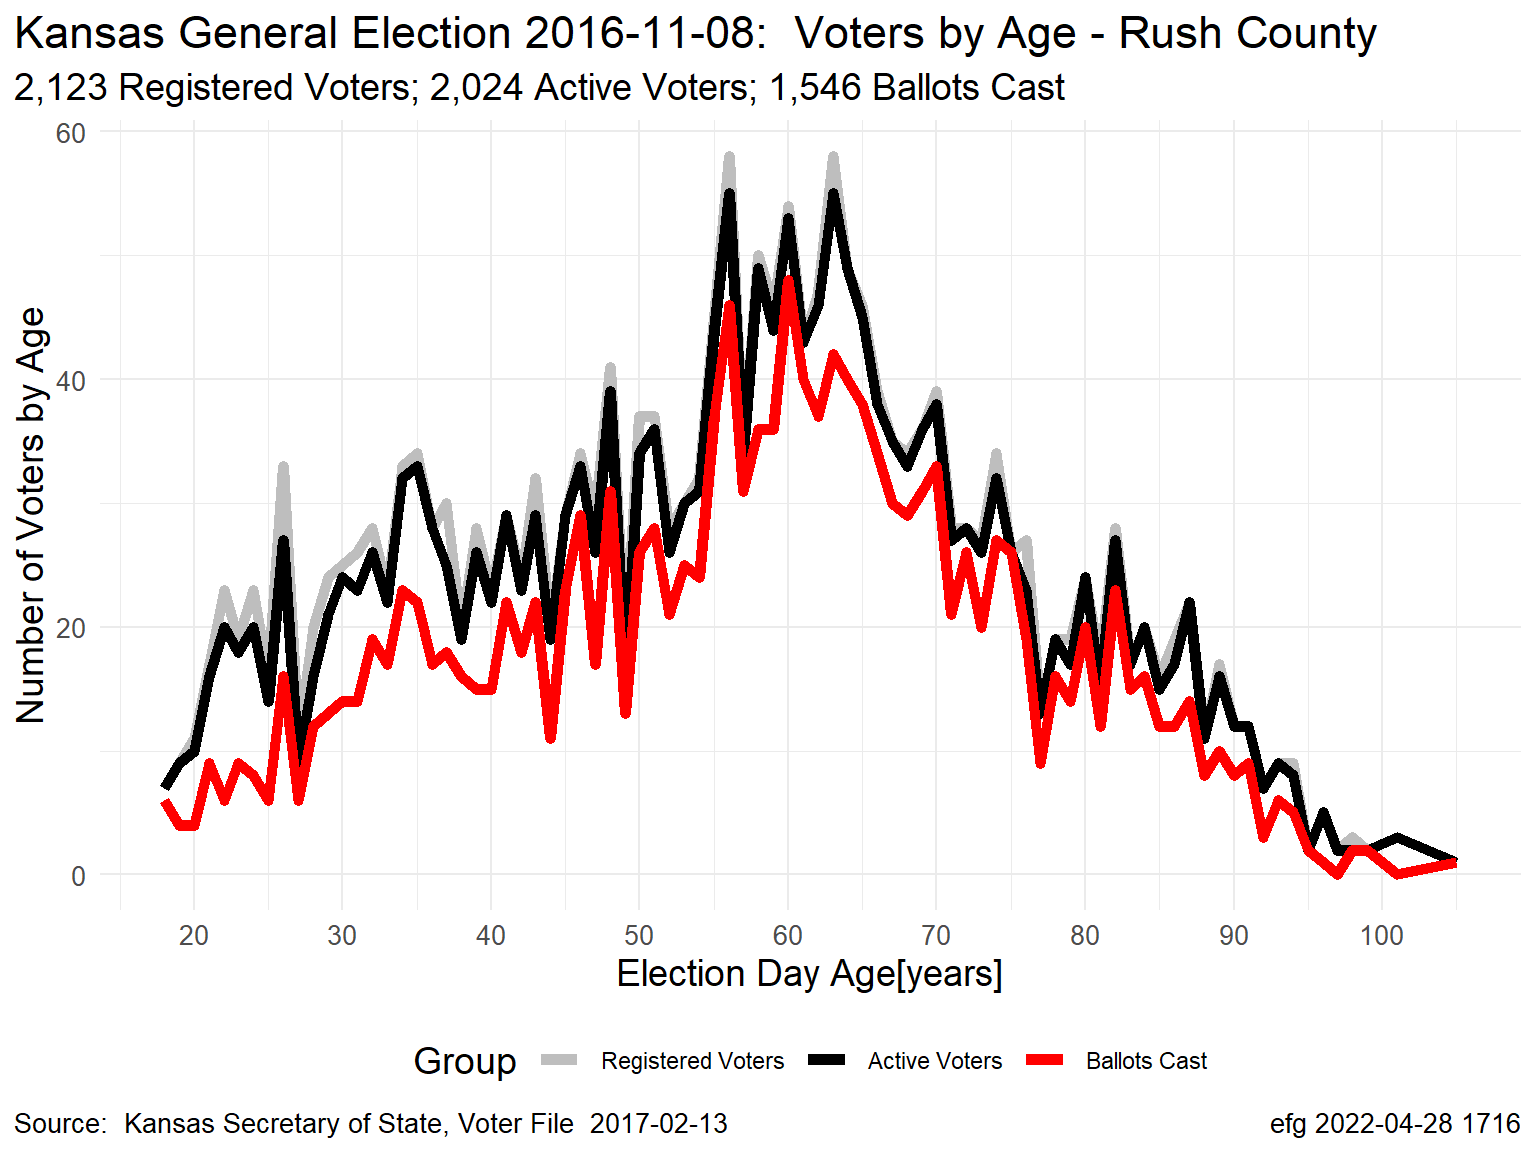 Kansas General Election 2016-11-08:  Voters by Age - Rush County
2,123 Registered Voters; 2,024 Active Voters; 1,546 Ballots Cast
Number of Voters by Age
60
40
20
0
20 30 40 50 60 70 80 90 100
Election Day Age[years]
Group Registered Voters Active Voters Ballots Cast
Source:  Kansas Secretary of State, Voter File  2017-02-13
efg 2022-04-28 1716